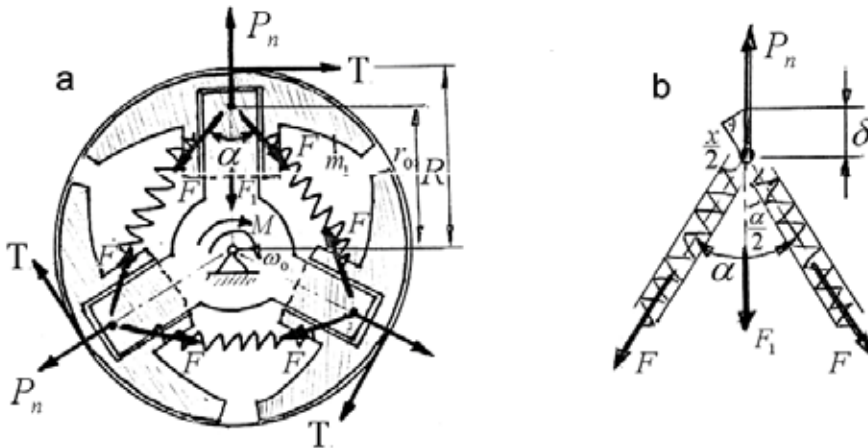 a
P_n
T
F
F
α
F_1
m_1
r_0
R
F
F
M
ω_0
T
F
F
P_n
T
b
P_n
δ
x/2
α/2
α
F
F_1
F